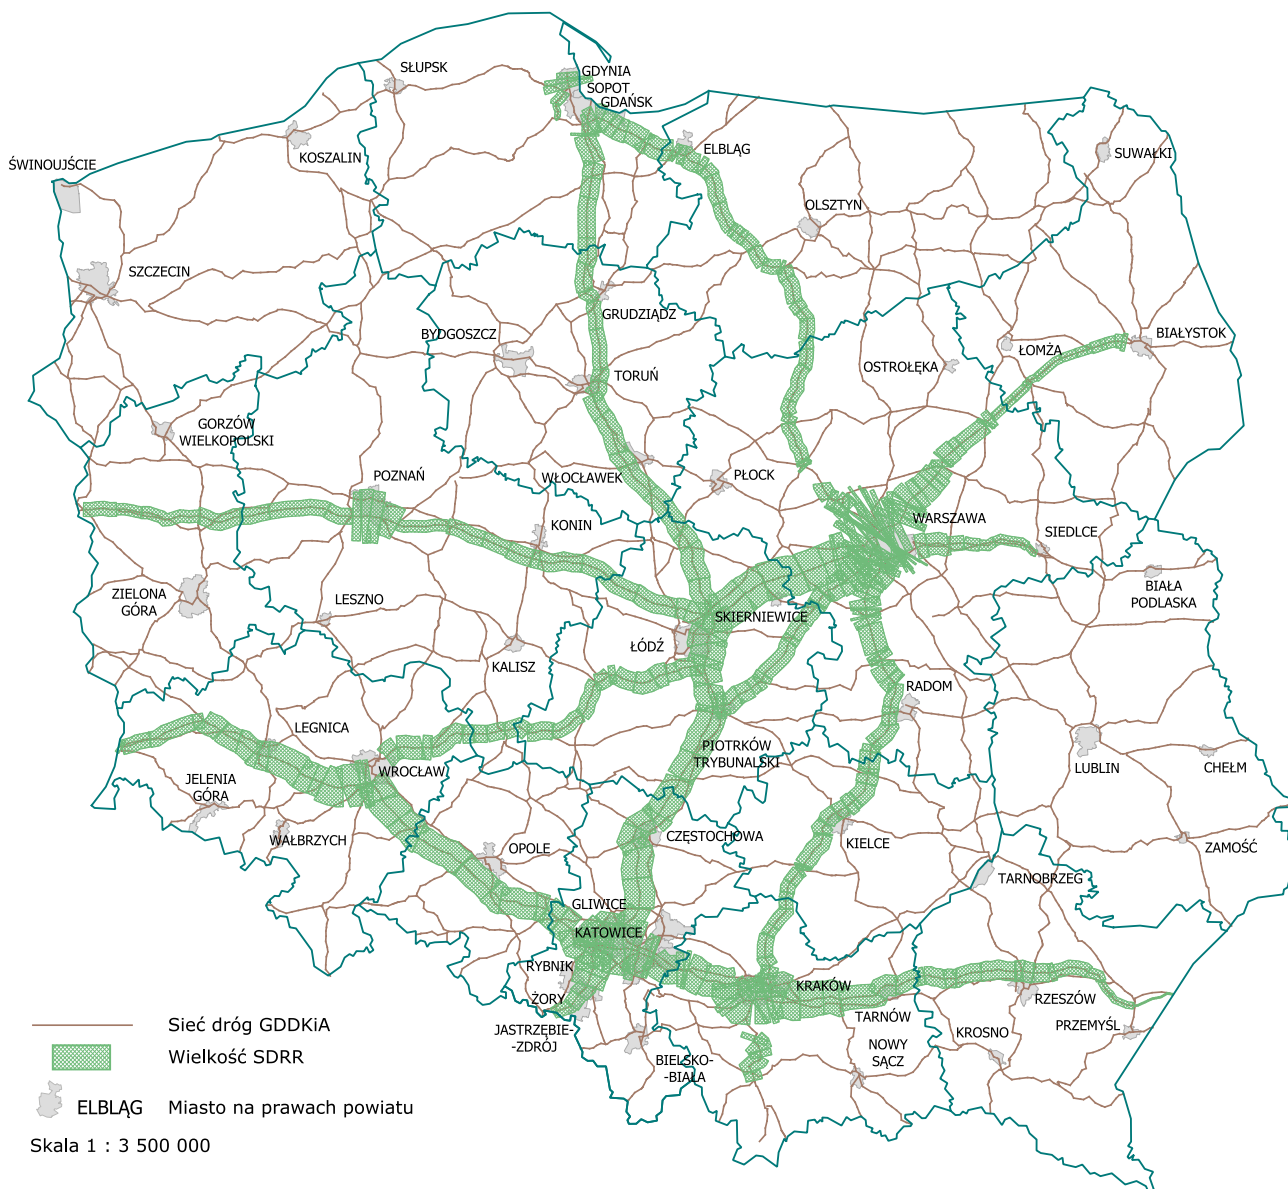 SŁUPSK
GDYNIA
SOPOT
GDAŃSK
KOSZALIN
ELBLĄG
SUWAŁKI
ŚWINOUJŚCIE
OLSZTYN
SZCZECIN
GRUDZIĄDZ
BYDGOSZCZ
BIAŁYSTOK
ŁOMŻA
OSTROŁĘKA
TORUŃ
GORZÓW
WIELKOPOLSKI
POZNAŃ
WŁOCŁAWEK
PŁOCK
KONIN
WARSZAWA
SIEDLCE
ZIELONA
GÓRA
LESZNO
BIAŁA
PODLASKA
SKIERNIEWICE
ŁÓDŹ
KALISZ
RADOM
LEGNICA
PIOTRKÓW
TRYBUNALSKI
WROCŁAW
LUBLIN
CHEŁM
JELENIA
GÓRA
WAŁBRZYCH
OPOLE
CZĘSTOCHOWA
KIELCE
ZAMOŚĆ
TARNOBRZEG
GLIWICE
KATOWICE
RYBNIK
ŻORY
KRAKÓW
RZESZÓW
TARNÓW
JASTRZĘBIE-
-ZDRÓJ
KROSNO
PRZEMYŚL
NOWY
SĄCZ
BIELSKO-
-BIAŁA
Sieć dróg GDDKiA
Wielkość SDRR
ELBLĄG Miasto na prawach powiatu
Skala 1 : 3 500 000